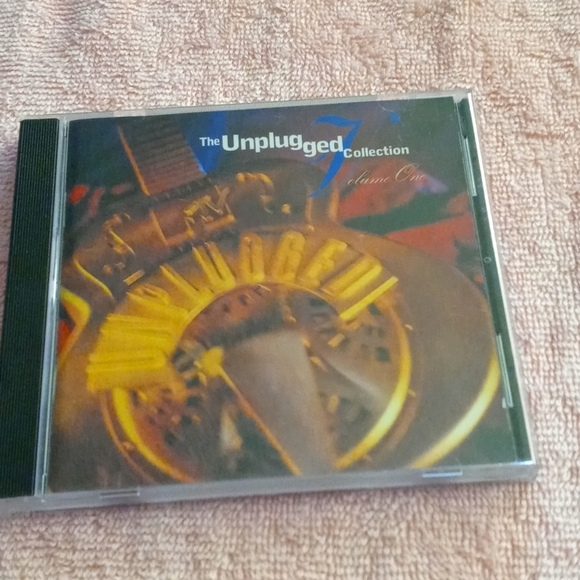 The Unplugged Collection
Volume One
UNPLUGGED!